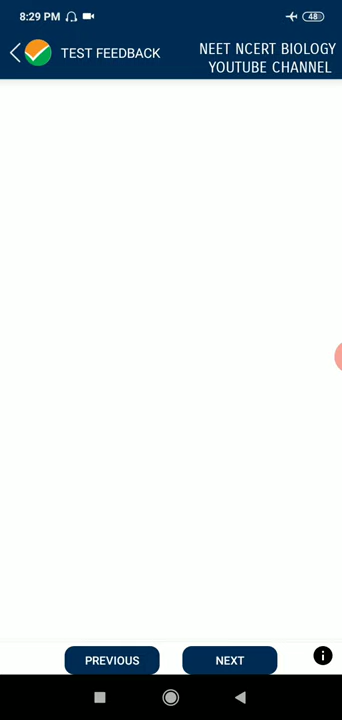 8:29 PM
48
TEST FEEDBACK
NEET NCERT BIOLOGY
YOUTUBE CHANNEL
PREVIOUS
NEXT